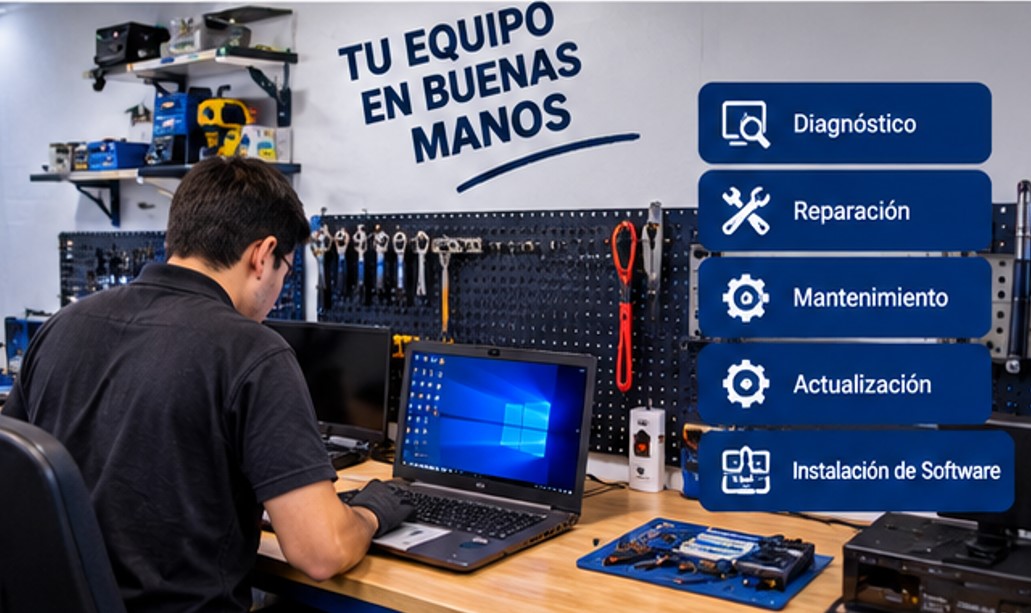 TU EQUIPO
EN BUENAS
MANOS
Diagnóstico
Reparación
Mantenimiento
Actualización
Instalación de Software